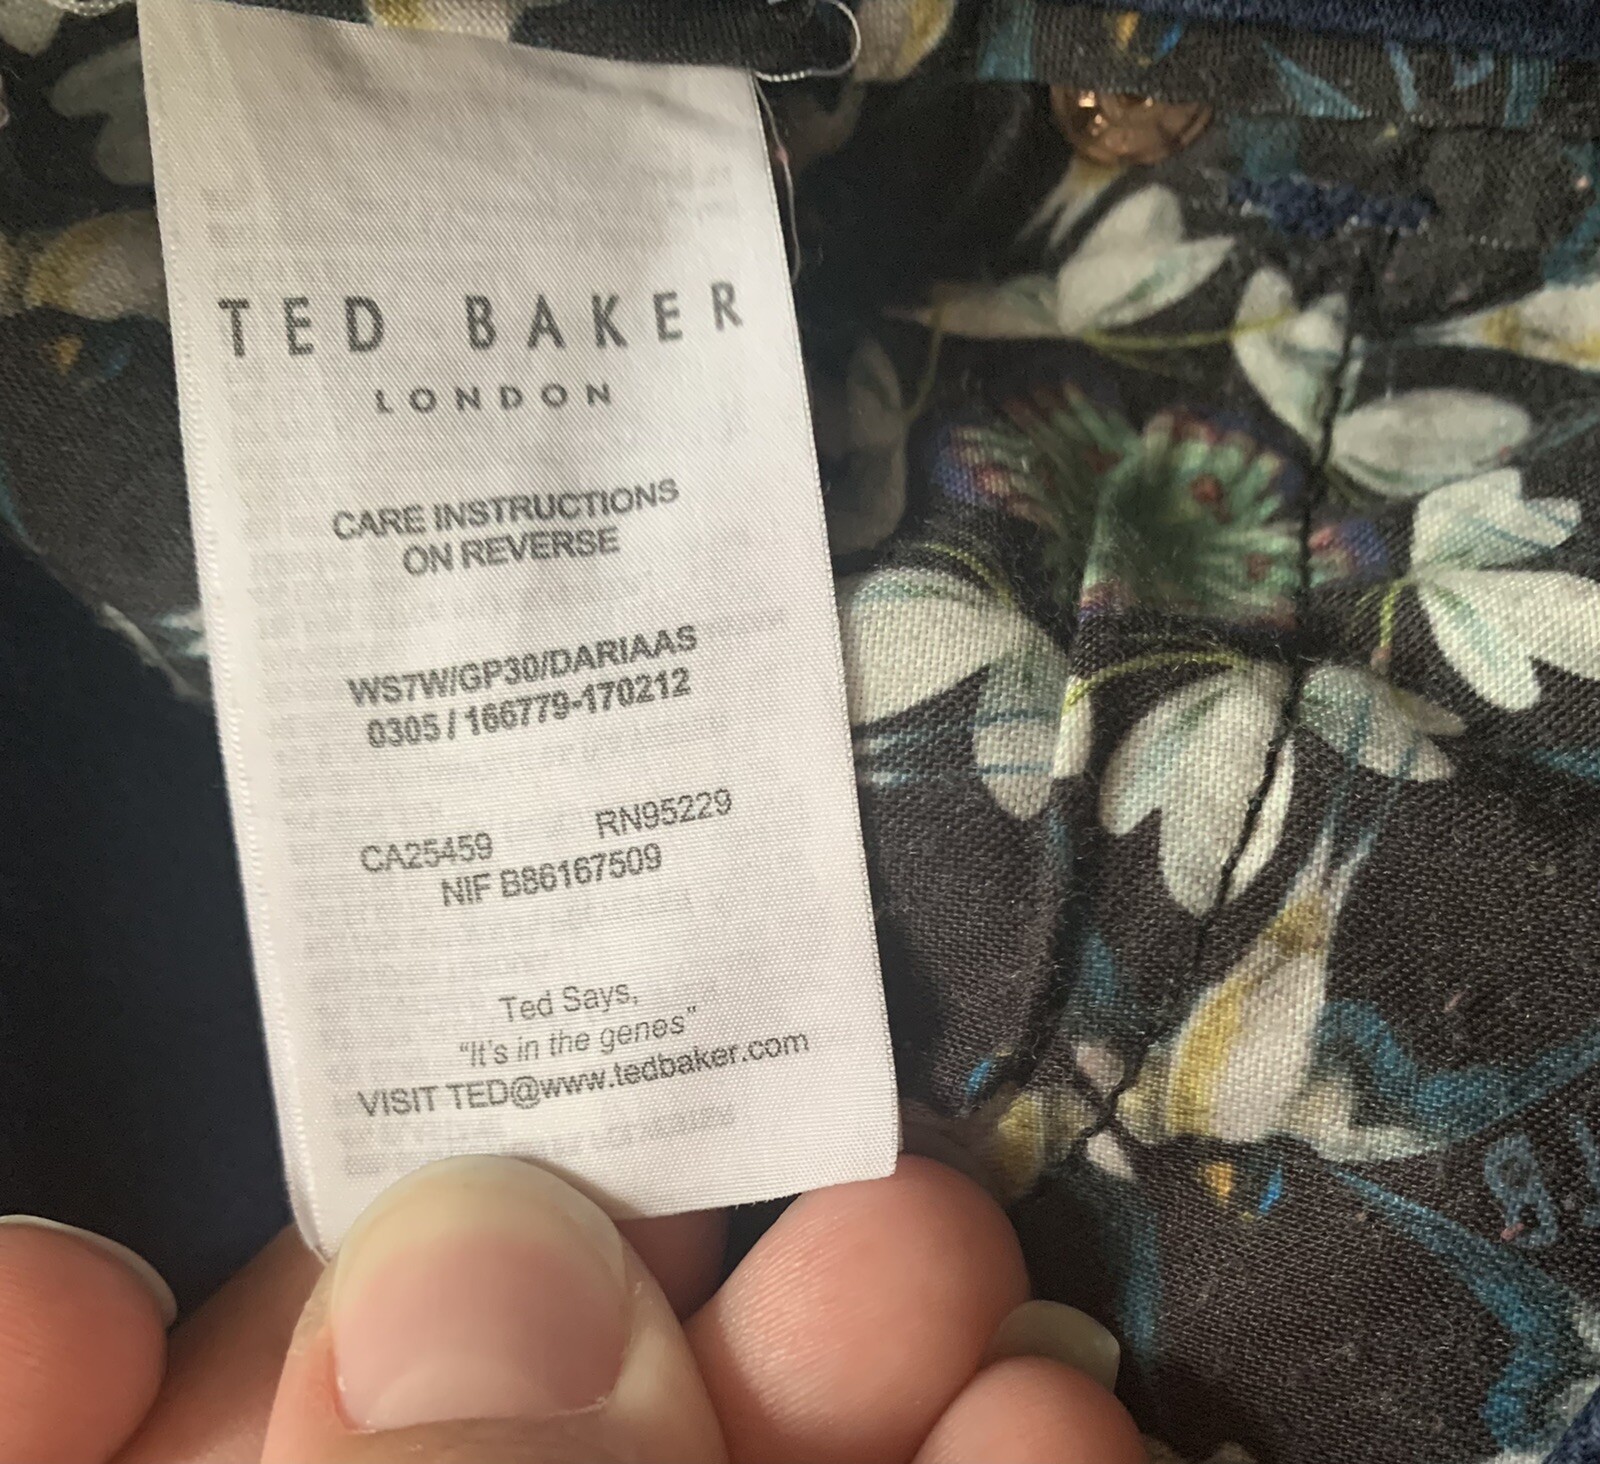 TED BAKER
LONDON
CARE INSTRUCTIONS
ON REVERSE
WS7W/GP30/DARIAAS
0305 / 166779-170212
CA25459 RN95229
NIF B86167509
Ted Says,
"It's in the genes"
VISIT TED@www.tedbaker.com